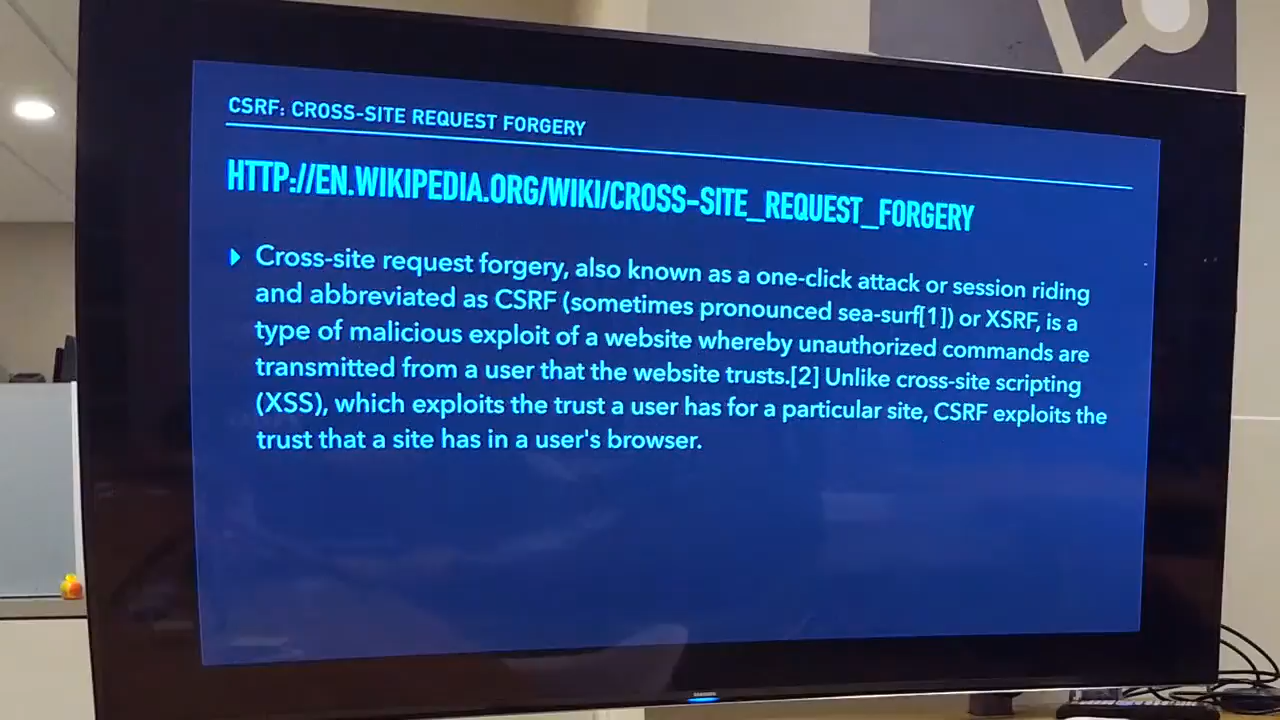 CSRF: CROSS-SITE REQUEST FORGERY
HTTP://EN.WIKIPEDIA.ORG/WIKI/CROSS-SITE_REQUEST_FORGERY
Cross-site request forgery, also known as a one-click attack or session riding
and abbreviated as CSRF (sometimes pronounced sea-surf[1]) or XSRF, is a
type of malicious exploit of a website whereby unauthorized commands are
transmitted from a user that the website trusts.[2] Unlike cross-site scripting
(XSS), which exploits the trust a user has for a particular site, CSRF exploits the
trust that a site has in a user's browser.
SAMSUNG